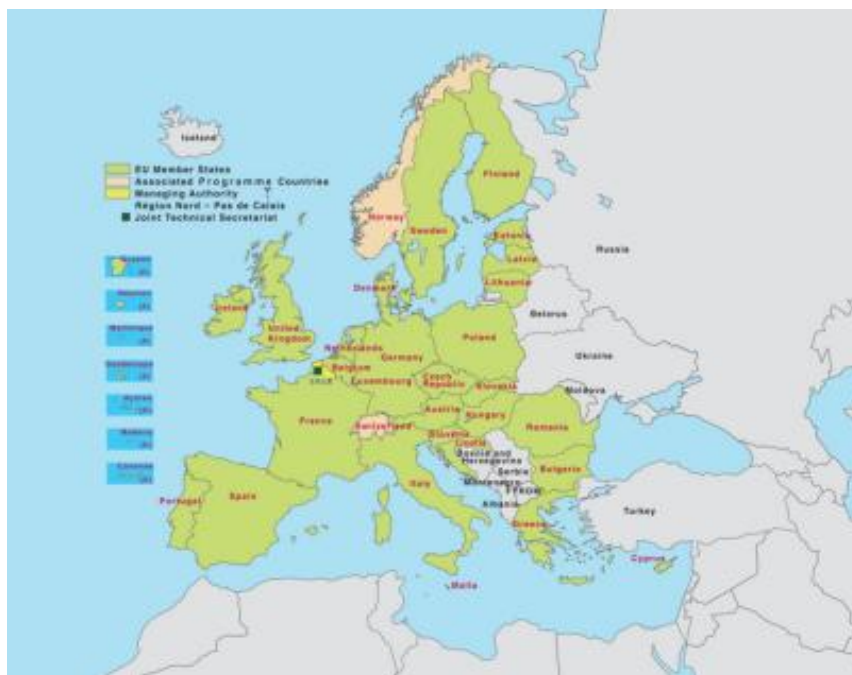 Iceland
EU Member States
Associated Programme Countries
Managing Authority
Région Nord - Pas de Calais
Joint Technical Secretariat
Finland
Norway
Sweden
Estonia
Russia
Latvia
Lithuania
Denmark
Ireland
Belarus
United
Kingdom
Netherlands
Poland
Germany
Belgium
Ukraine
Luxembourg
Czech
Republic
Slovakia
Moldova
Austria
Hungary
France
Switzerland
Romania
Slovenia
Croatia
Bosnia and
Herzegovina
Serbia
Bulgaria
Montenegro
FYROM
Italy
Albania
Portugal
Spain
Greece
Turkey
Cyprus
Malta